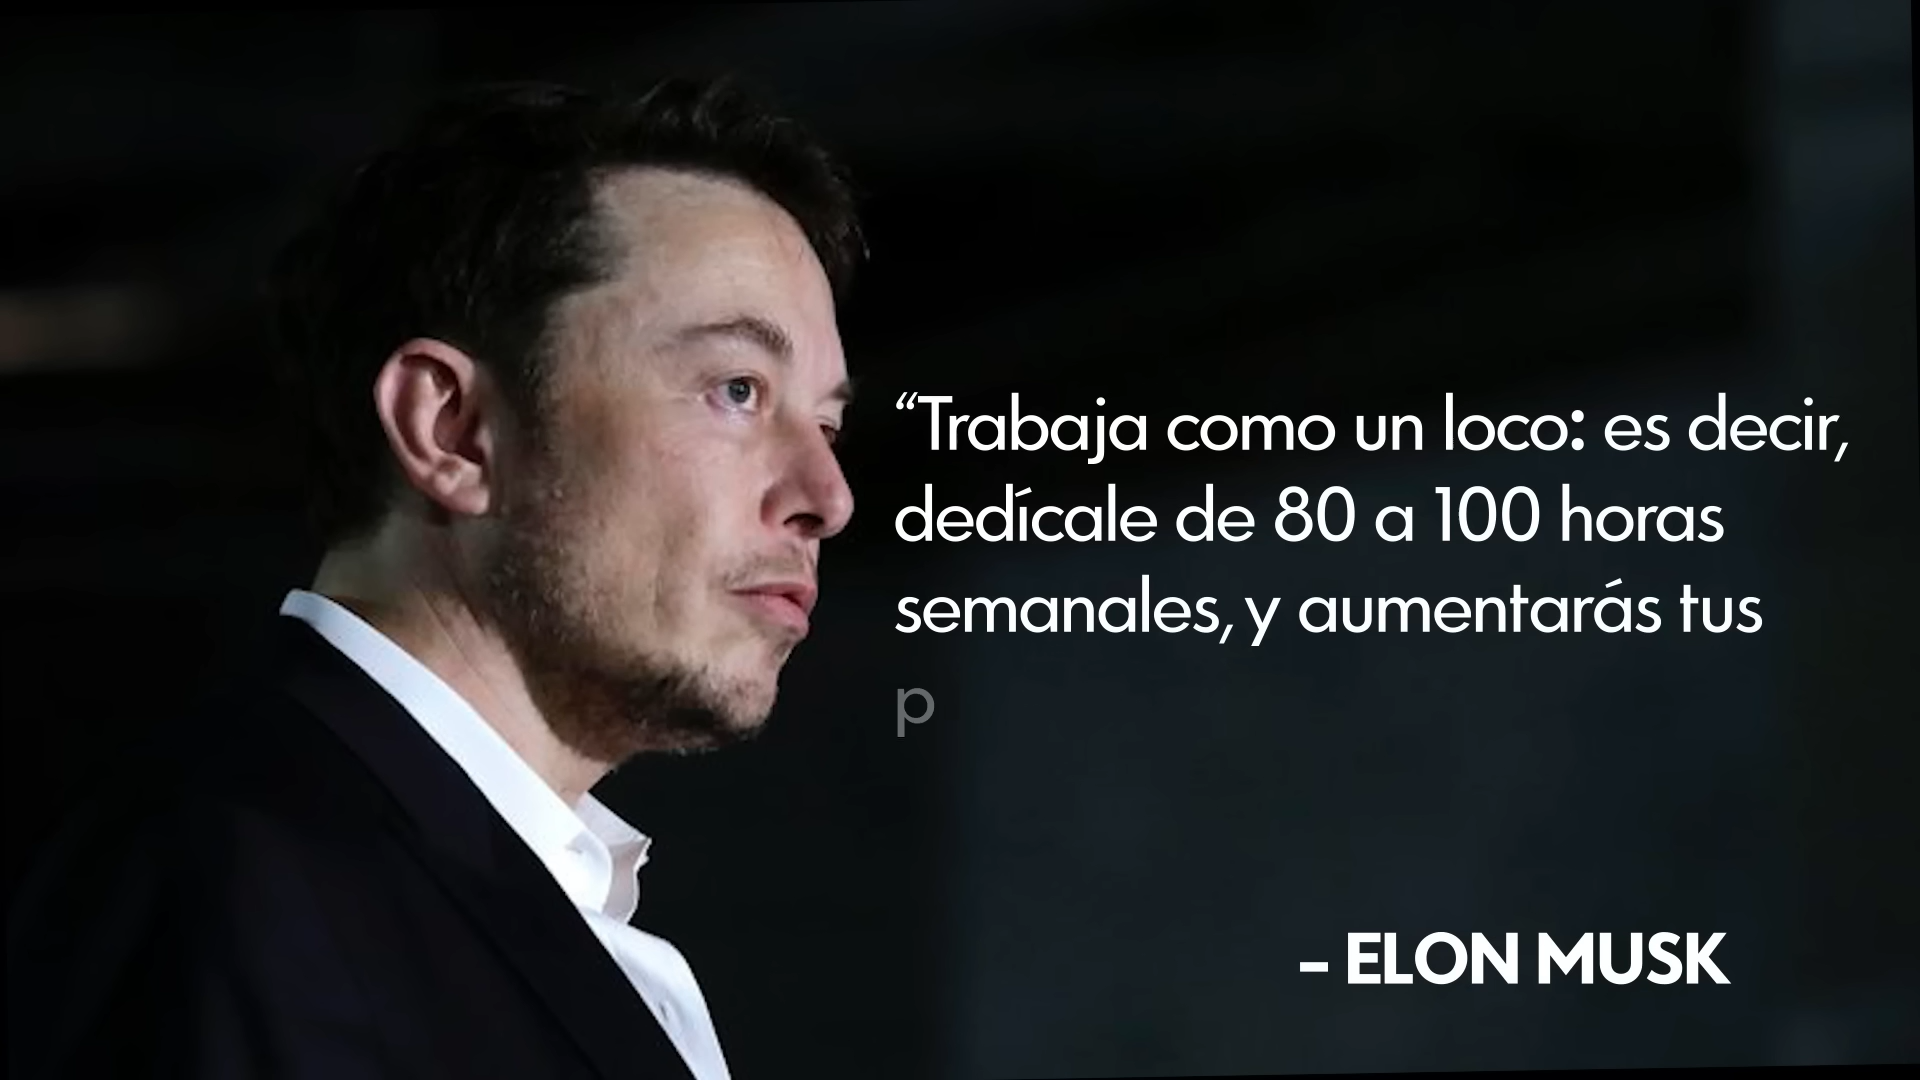 “Trabaja como un loco: es decir,
dedícale de 80 a 100 horas
semanales, y aumentarás tus
p
– ELON MUSK